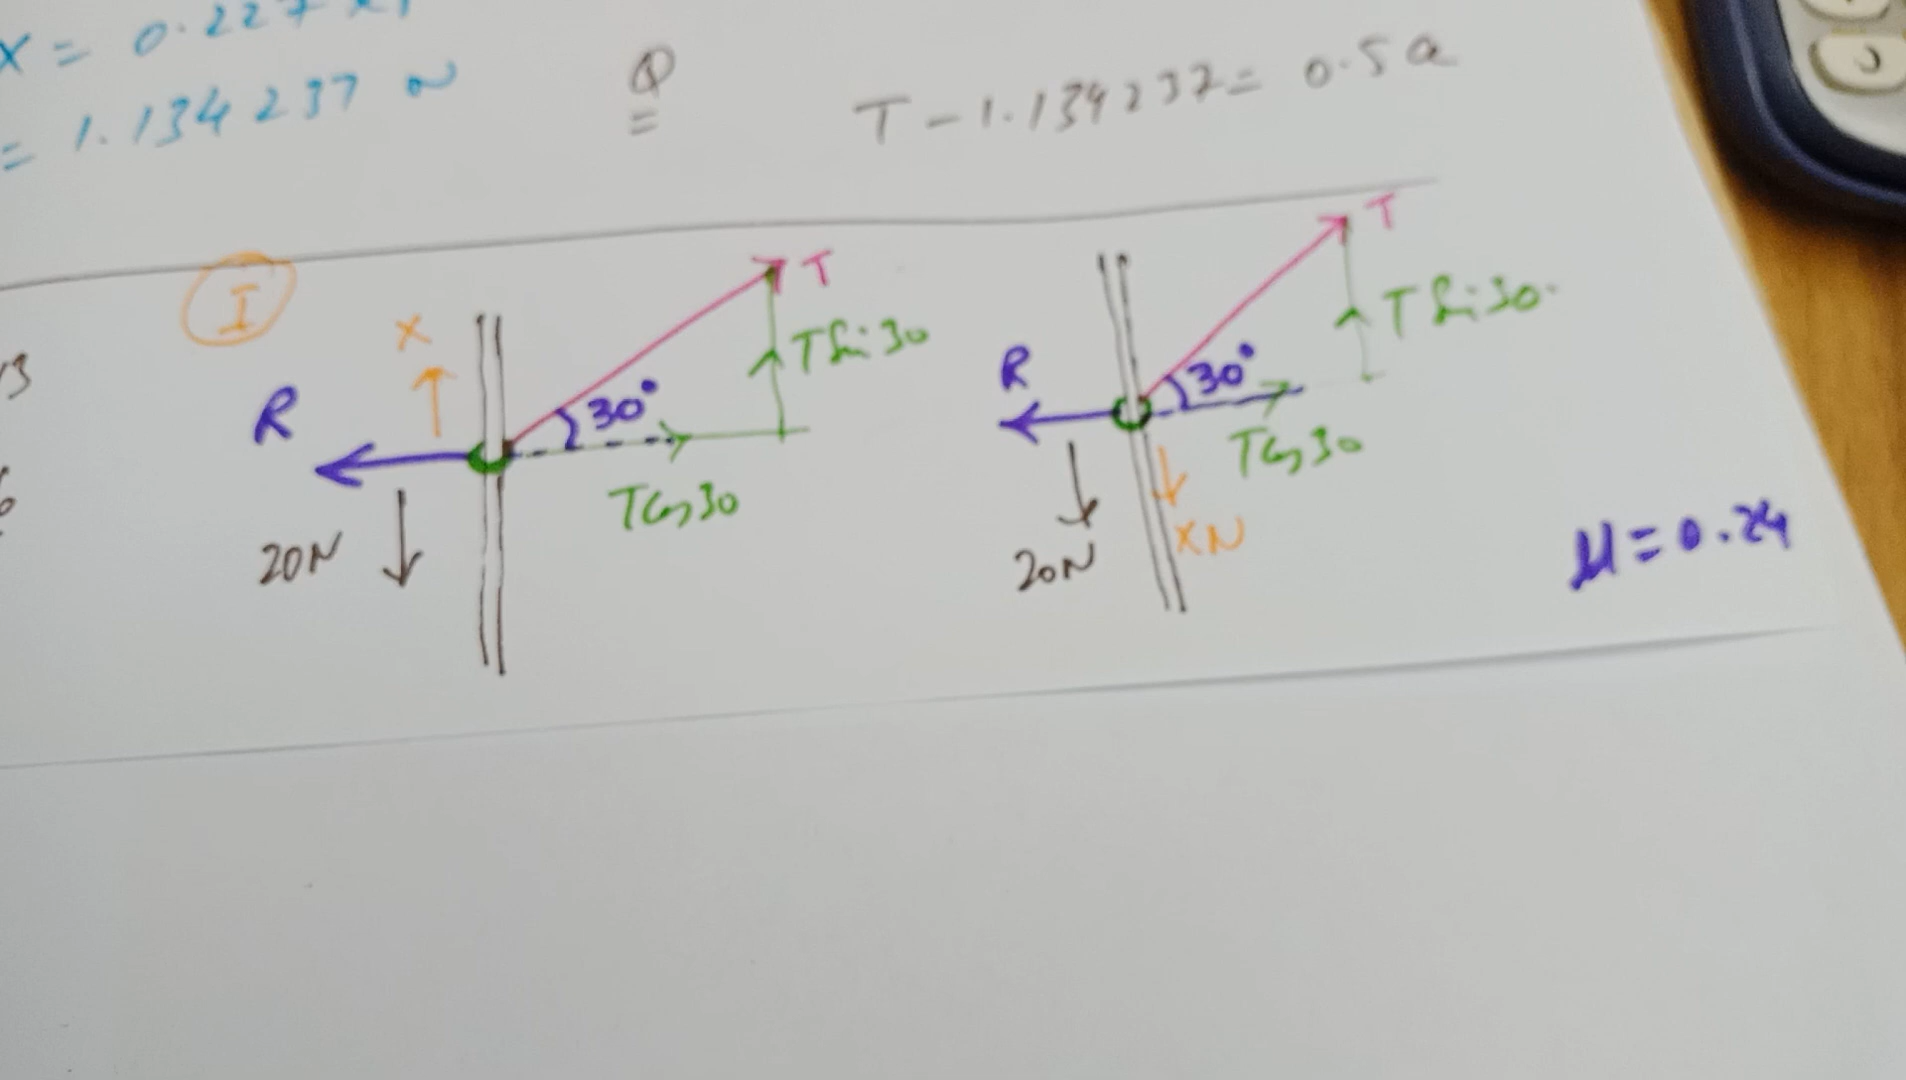 x = 0.227 x
= 1.134237 N
Q
T - 1.134237 = 0.5a
I
T
T
x
T Sin 30
T Sin 30
R
30°
R
30°
T Cos 30
T Cos 30
20N
20N
XN
μ = 0.24
3